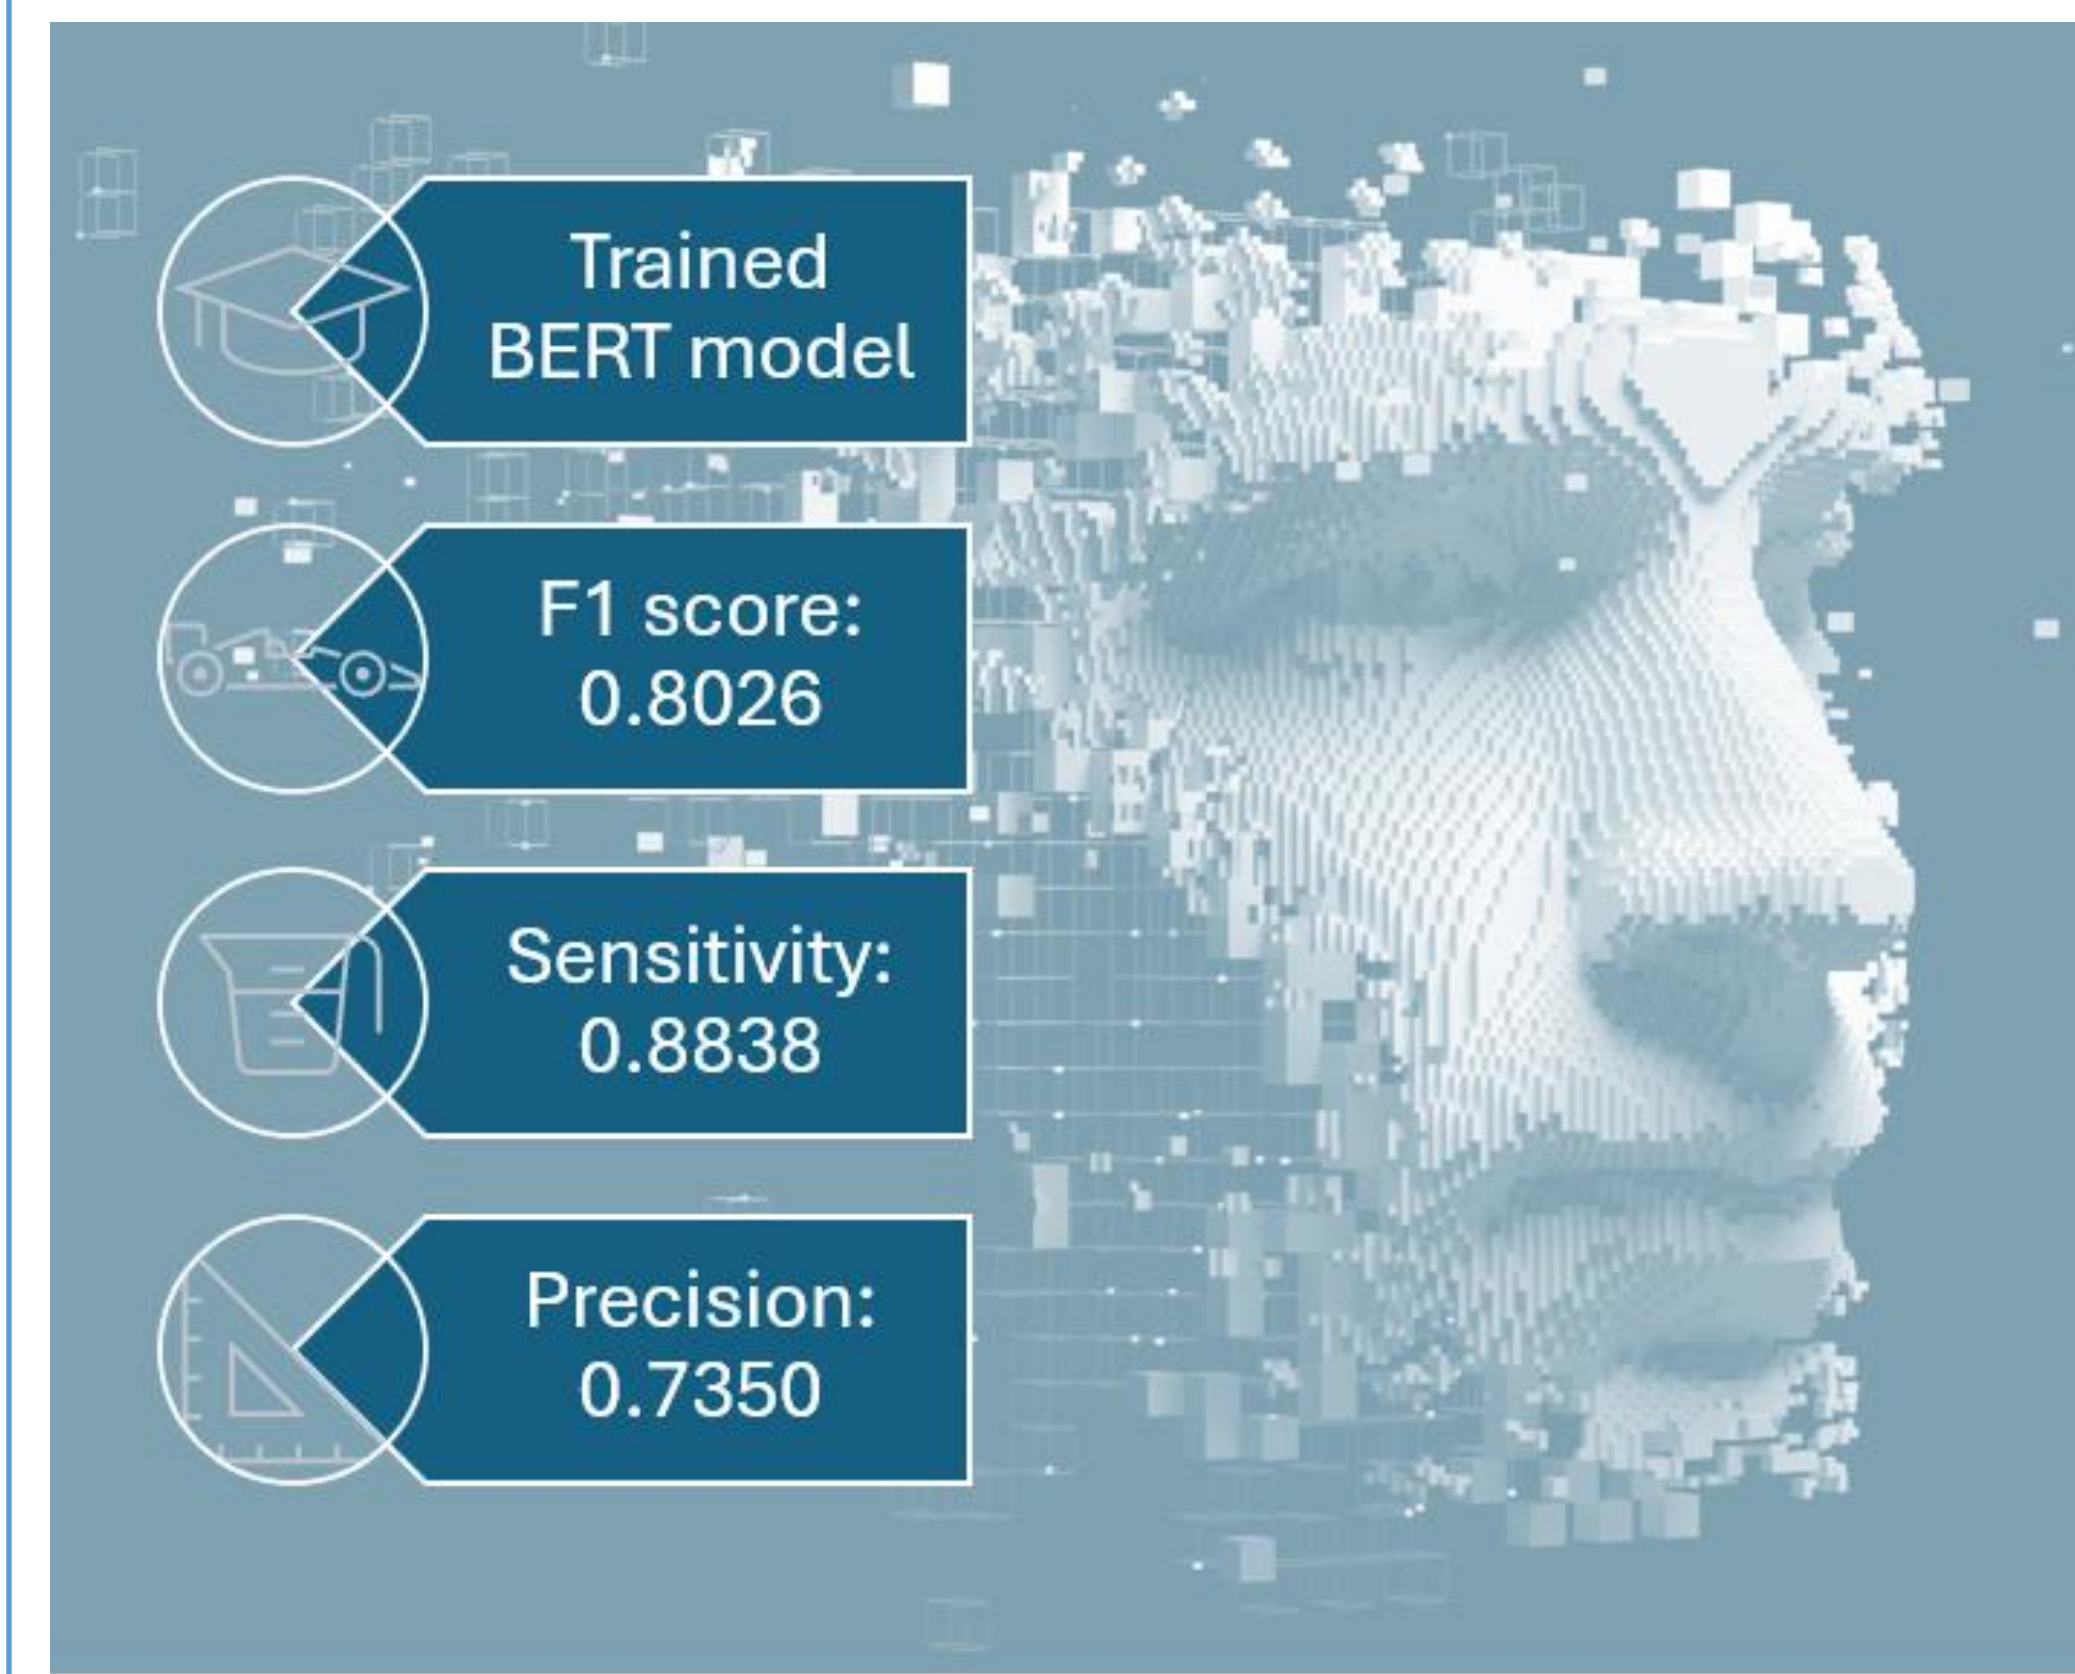 Trained
BERT model
F1 score:
0.8026
Sensitivity:
0.8838
Precision:
0.7350